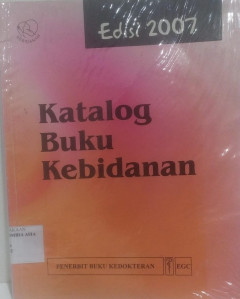 Edisi 2007
Katalog
Buku
Kebidanan
PENERBIT BUKU KEDOKTERAN
EGC